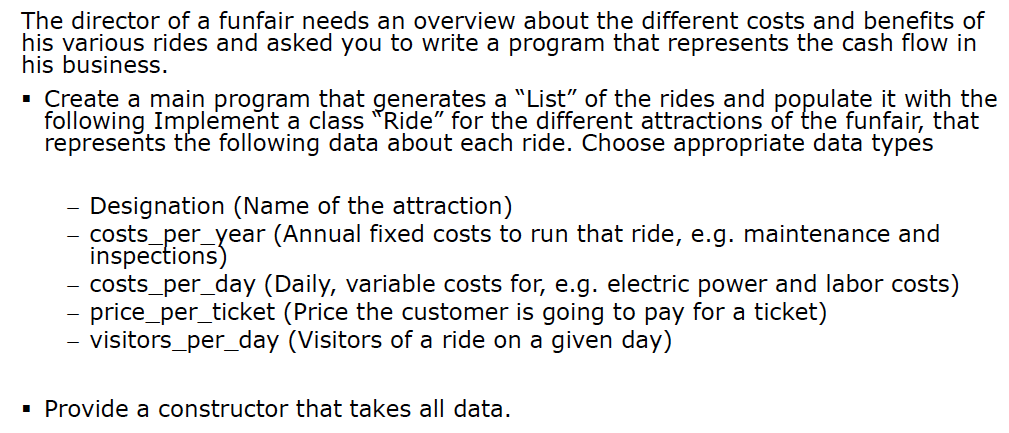 The director of a funfair needs an overview about the different costs and benefits of
his various rides and asked you to write a program that represents the cash flow in
his business.
▪ Create a main program that generates a “List” of the rides and populate it with the
following Implement a class “Ride” for the different attractions of the funfair, that
represents the following data about each ride. Choose appropriate data types
– Designation (Name of the attraction)
– costs_per_year (Annual fixed costs to run that ride, e.g. maintenance and
inspections)
– costs_per_day (Daily, variable costs for, e.g. electric power and labor costs)
– price_per_ticket (Price the customer is going to pay for a ticket)
– visitors_per_day (Visitors of a ride on a given day)
▪ Provide a constructor that takes all data.